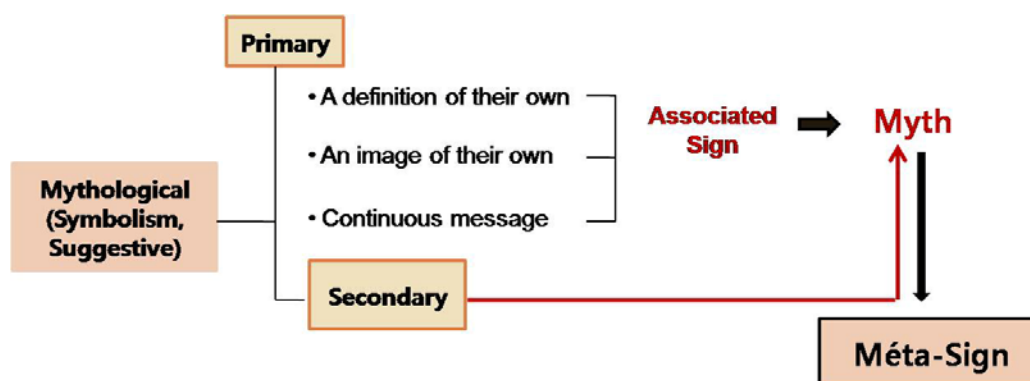 Primary
• A definition of their own
• An image of their own
• Continuous message
Associated
Sign
Myth
Mythological
(Symbolism,
Suggestive)
Secondary
Méta-Sign